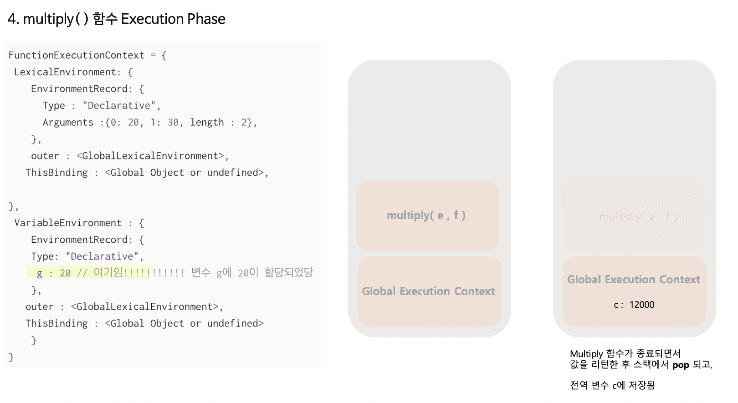 4. multiply( ) 함수 Execution Phase
FunctionExecutionContext = {
LexicalEnvironment: {
EnvironmentRecord: {
Type : "Declarative",
Arguments :{0: 20, 1: 30, length : 2},
},
outer : <GlobalLexicalEnvironment>,
ThisBinding : <Global Object or undefined>,
},
VariableEnvironment : {
EnvironmentRecord: {
Type: "Declarative",
g : 20 // 여기임!!!!!!!!!!! 변수 g에 20이 할당되었당
},
outer : <GlobalLexicalEnvironment>,
ThisBinding : <Global Object or undefined>
}
}
multiply( e , f )
Global Execution Context
multiply( e , f )
Global Execution Context
c : 12000
Multiply 함수가 종료되면서
값을 리턴한 후 스택에서 pop 되고,
전역 변수 c에 저장됨